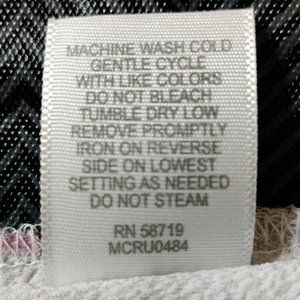 MACHINE WASH COLD
GENTLE CYCLE
WITH LIKE COLORS
DO NOT BLEACH
TUMBLE DRY LOW
REMOVE PROMPTLY
IRON ON REVERSE
SIDE ON LOWEST
SETTING AS NEEDED
DO NOT STEAM
RN 58719
MCRU0484